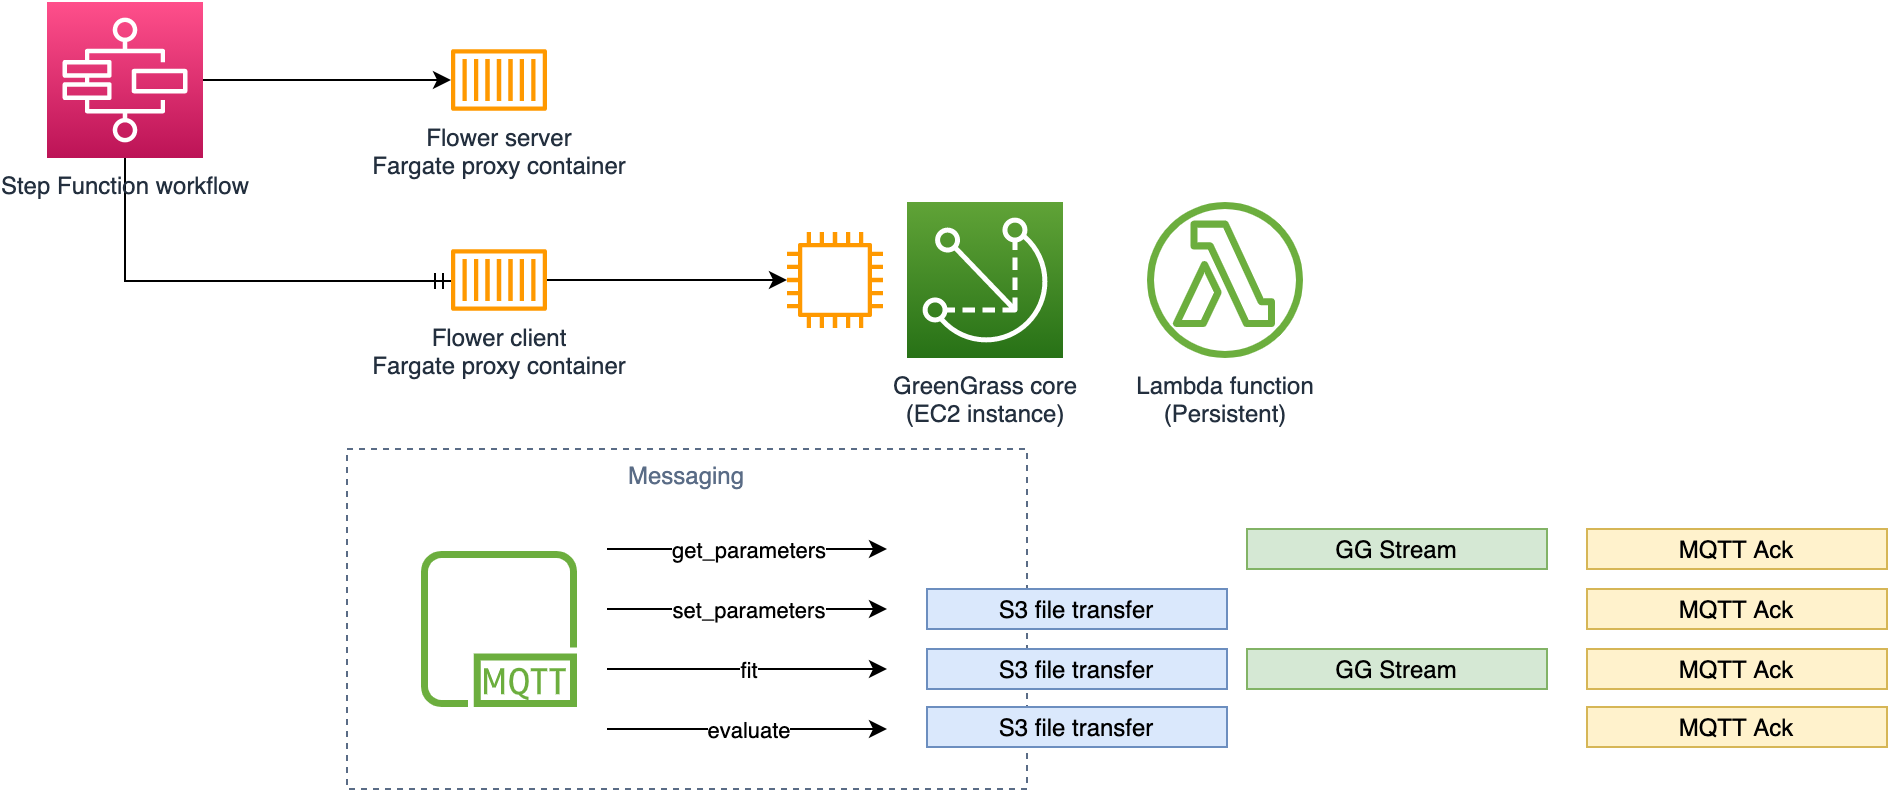 Flower server
Fargate proxy container
Step Function workflow
Flower client
Fargate proxy container
GreenGrass core
(EC2 instance)
Lambda function
(Persistent)
Messaging
MQTT
get_parameters
GG Stream
MQTT Ack
set_parameters
S3 file transfer
MQTT Ack
fit
S3 file transfer
GG Stream
MQTT Ack
evaluate
S3 file transfer
MQTT Ack